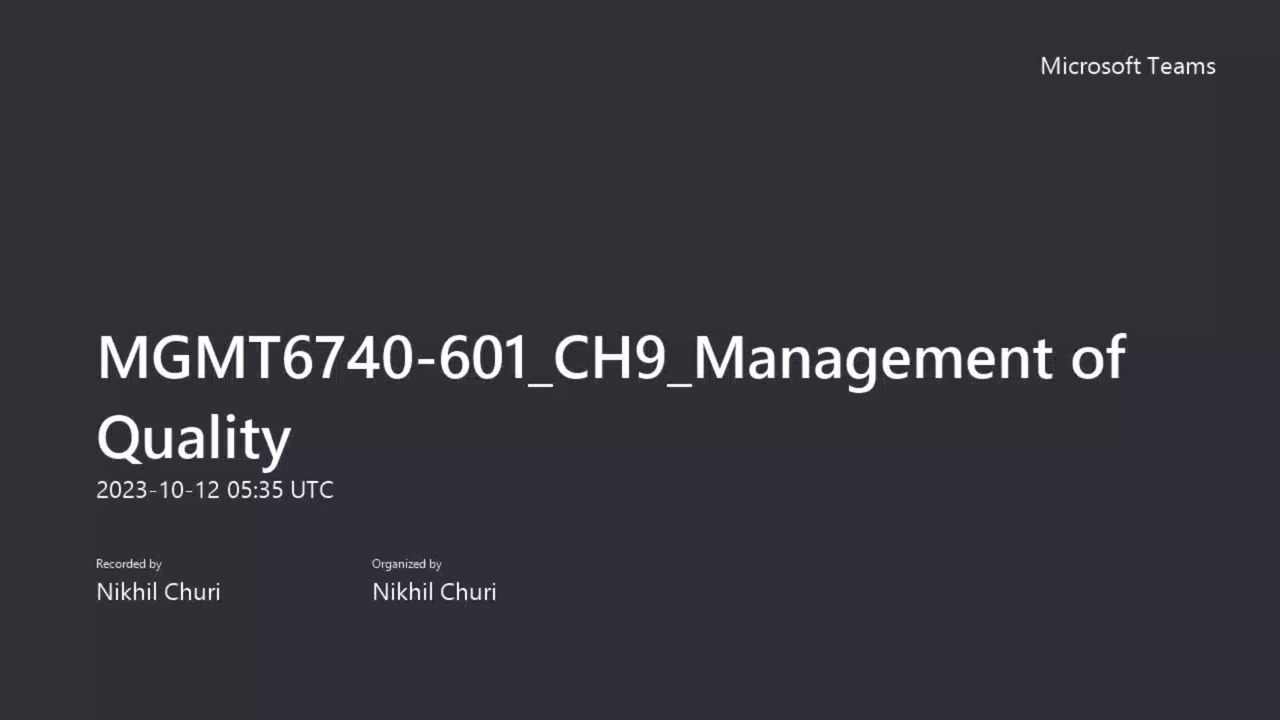 Microsoft Teams
MGMT6740-601_CH9_Management of
Quality
2023-10-12 05:35 UTC
Recorded by
Organized by
Nikhil Churi
Nikhil Churi